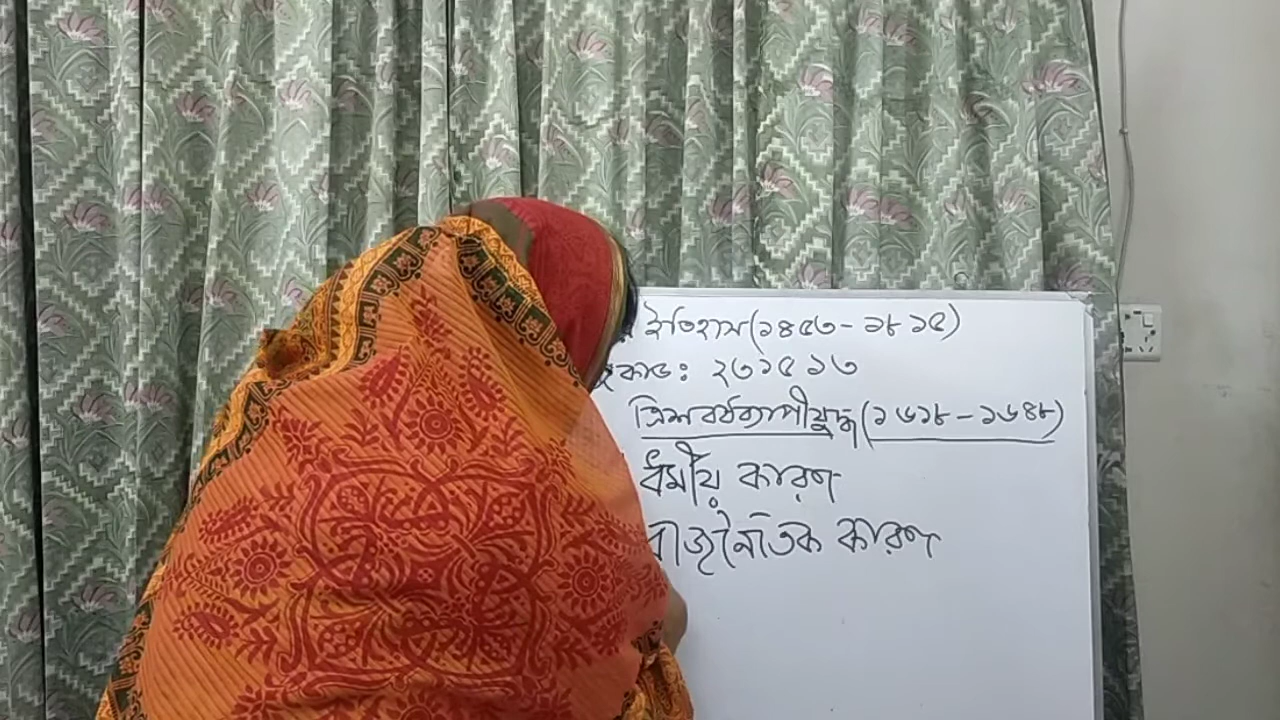 ইতিহাস(১৪৫৩-১৮১৫)
কোডঃ ২৩১৫১৩
ত্রিশবর্ষব্যাপীযুদ্ধ(১৬১৮-১৬৪৮)
ধর্মীয় কারণ
রাজনৈতিক কারণ